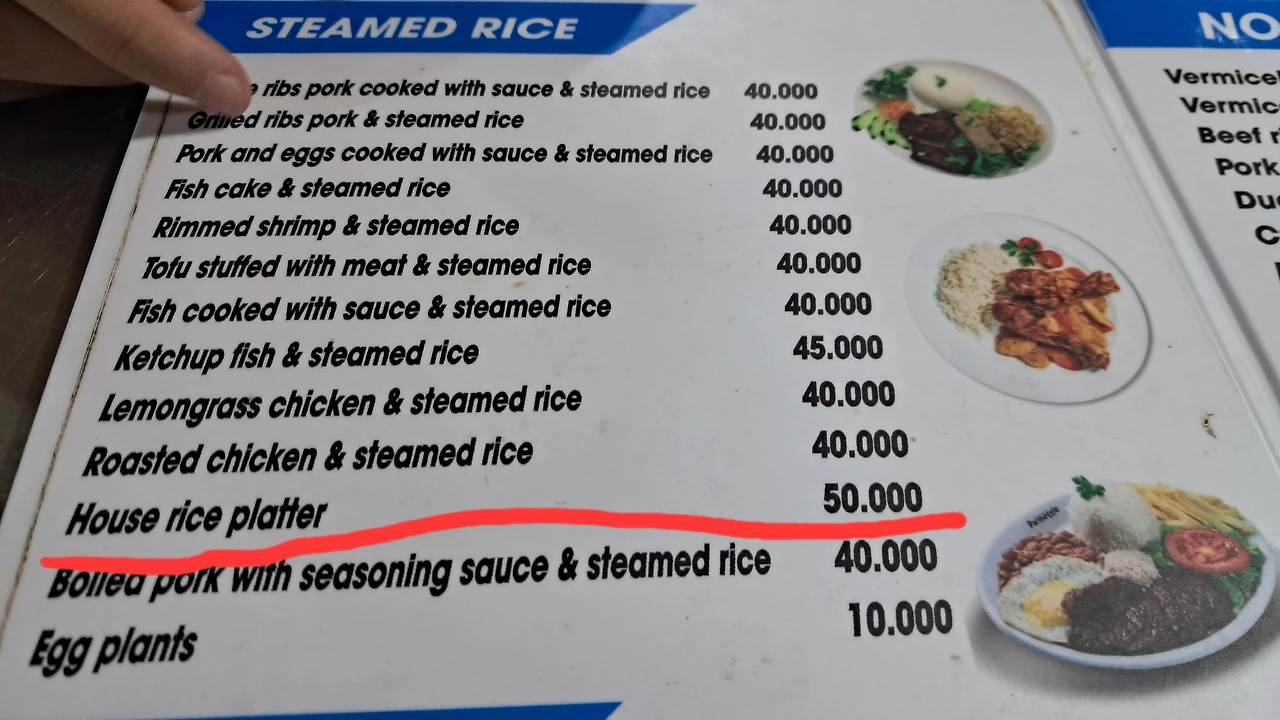 STEAMED RICE
ribs pork cooked with sauce & steamed rice 40.000
Grilled ribs pork & steamed rice 40.000
Pork and eggs cooked with sauce & steamed rice 40.000
Fish cake & steamed rice 40.000
Rimmed shrimp & steamed rice 40.000
Tofu stuffed with meat & steamed rice 40.000
Fish cooked with sauce & steamed rice 40.000
Ketchup fish & steamed rice 45.000
Lemongrass chicken & steamed rice 40.000
Roasted chicken & steamed rice 40.000
House rice platter 50.000
Boiled pork with seasoning sauce & steamed rice 40.000
Egg plants 10.000
NO
Beef
Pork